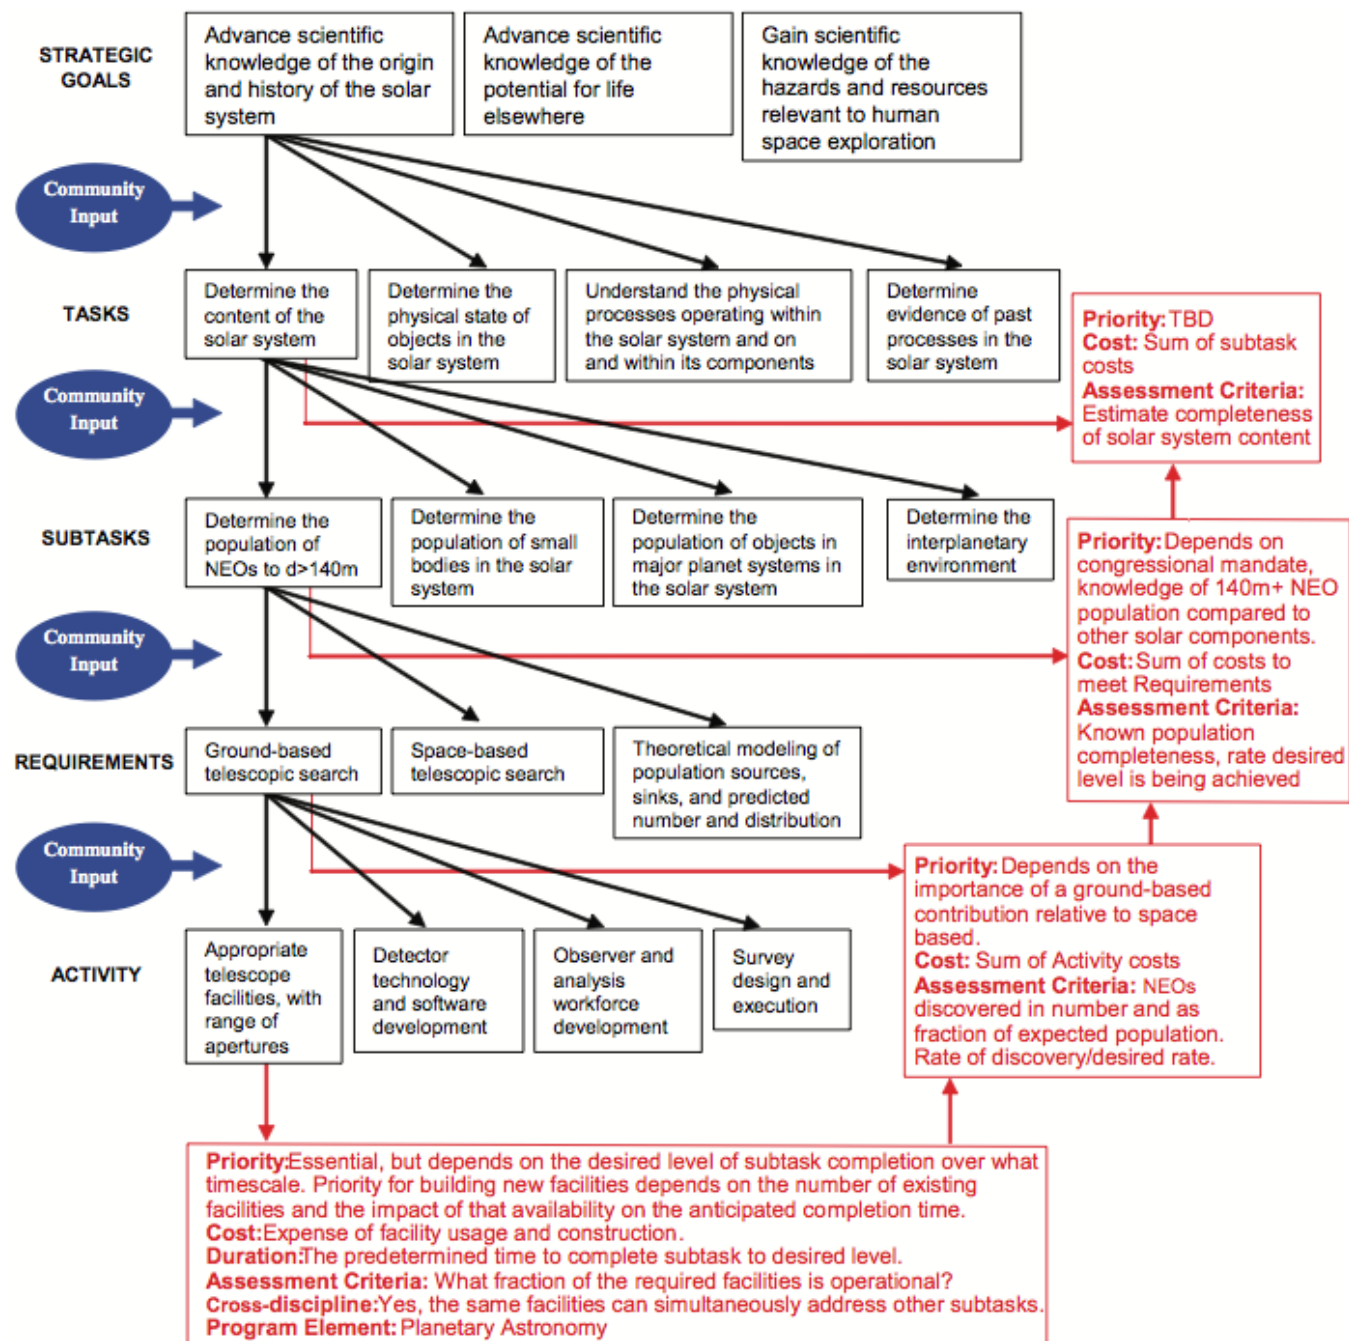 STRATEGIC
GOALS
Advance scientific
knowledge of the origin
and history of the solar
system
Advance scientific
knowledge of the
potential for life
elsewhere
Gain scientific
knowledge of the
hazards and resources
relevant to human
space exploration
Community
Input
TASKS
Determine the
content of the
solar system
Determine the
physical state of
objects in the
solar system
Understand the physical
processes operating within
the solar system and on
and within its components
Determine
evidence of past
processes in the
solar system
Priority: TBD
Cost: Sum of subtask
costs
Assessment Criteria:
Estimate completeness
of solar system content
Community
Input
SUBTASKS
Determine the
population of
NEOs to d>140m
Determine the
population of small
bodies in the solar
system
Determine the
population of objects in
major planet systems in
the solar system
Determine the
interplanetary
environment
Priority: Depends on
congressional mandate,
knowledge of 140m+ NEO
population compared to
other solar components.
Cost: Sum of costs to
meet Requirements
Assessment Criteria:
Known population
completeness, rate desired
level is being achieved
Community
Input
REQUIREMENTS
Ground-based
telescopic search
Space-based
telescopic search
Theoretical modeling of
population sources,
sinks, and predicted
number and distribution
Community
Input
Priority: Depends on the
importance of a ground-based
contribution relative to space
based.
Cost: Sum of Activity costs
Assessment Criteria: NEOs
discovered in number and as
fraction of expected population.
Rate of discovery/desired rate.
ACTIVITY
Appropriate
telescope
facilities, with
range of
apertures
Detector
technology
and software
development
Observer and
analysis
workforce
development
Survey
design and
execution
Priority:Essential, but depends on the desired level of subtask completion over what
timescale. Priority for building new facilities depends on the number of existing
facilities and the impact of that availability on the anticipated completion time.
Cost:Expense of facility usage and construction.
Duration:The predetermined time to complete subtask to desired level.
Assessment Criteria: What fraction of the required facilities is operational?
Cross-discipline:Yes, the same facilities can simultaneously address other subtasks.
Program Element: Planetary Astronomy